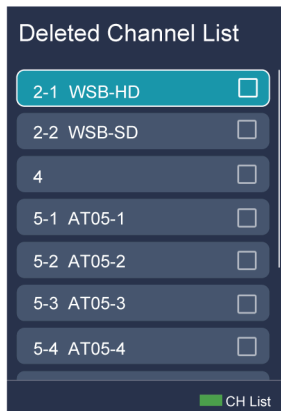 Deleted Channel List
2-1 WSB-HD
2-2 WSB-SD
4
5-1 AT05-1
5-2 AT05-2
5-3 AT05-3
5-4 AT05-4
CH List